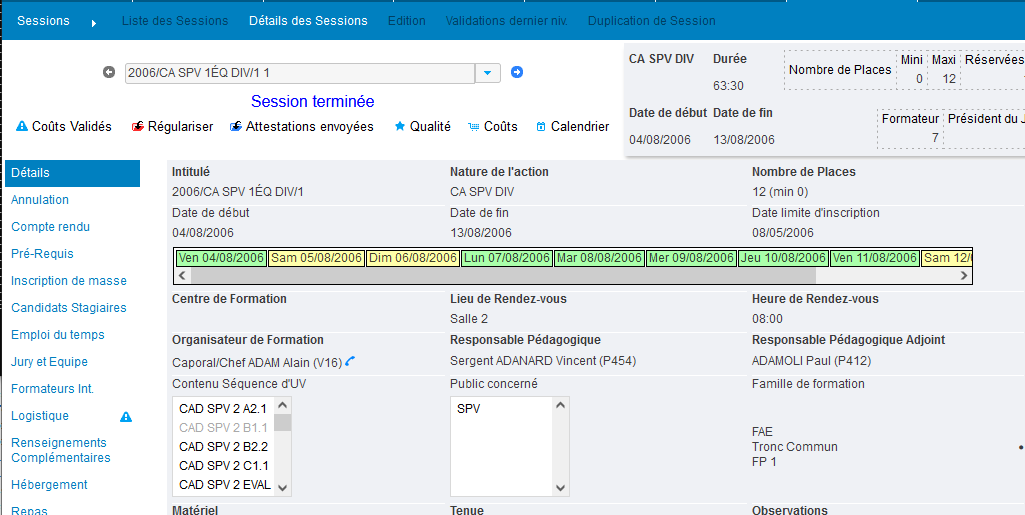 Sessions Liste des Sessions Détails des Sessions Edition Validations dernier niv. Duplication de Session
2006/CA SPV 1ÉQ DIV/1 1
Session terminée
Coûts Validés Régulariser Attestations envoyées Qualité Coûts Calendrier
CA SPV DIV Durée
63:30
Nombre de Places Mini Maxi Réservées
0 12
Date de début Date de fin
04/08/2006 13/08/2006
Formateur Président du J
7
Détails
Annulation
Compte rendu
Pré-Requis
Inscription de masse
Candidats Stagiaires
Emploi du temps
Jury et Equipe
Formateurs Int.
Logistique
Renseignements
Complémentaires
Hébergement
Repas
Intitulé Nature de l'action Nombre de Places
2006/CA SPV 1ÉQ DIV/1 CA SPV DIV 12 (min 0)
Date de début Date de fin Date limite d'inscription
04/08/2006 13/08/2006 08/05/2006
Ven 04/08/2006 Sam 05/08/2006 Dim 06/08/2006 Lun 07/08/2006 Mar 08/08/2006 Mer 09/08/2006 Jeu 10/08/2006 Ven 11/08/2006 Sam 12/0
Centre de Formation Lieu de Rendez-vous Heure de Rendez-vous
Salle 2 08:00
Organisateur de Formation Responsable Pédagogique Responsable Pédagogique Adjoint
Caporal/Chef ADAM Alain (V16) Sergent ADANARD Vincent (P454) ADAMOLI Paul (P412)
Contenu Séquence d'UV Public concerné Famille de formation
CAD SPV 2 A2.1
CAD SPV 2 B1.1
CAD SPV 2 B2.2
CAD SPV 2 C1.1
CAD SPV 2 EVAL
SPV
FAE
Tronc Commun
FP 1
Matériel Tenue Observations